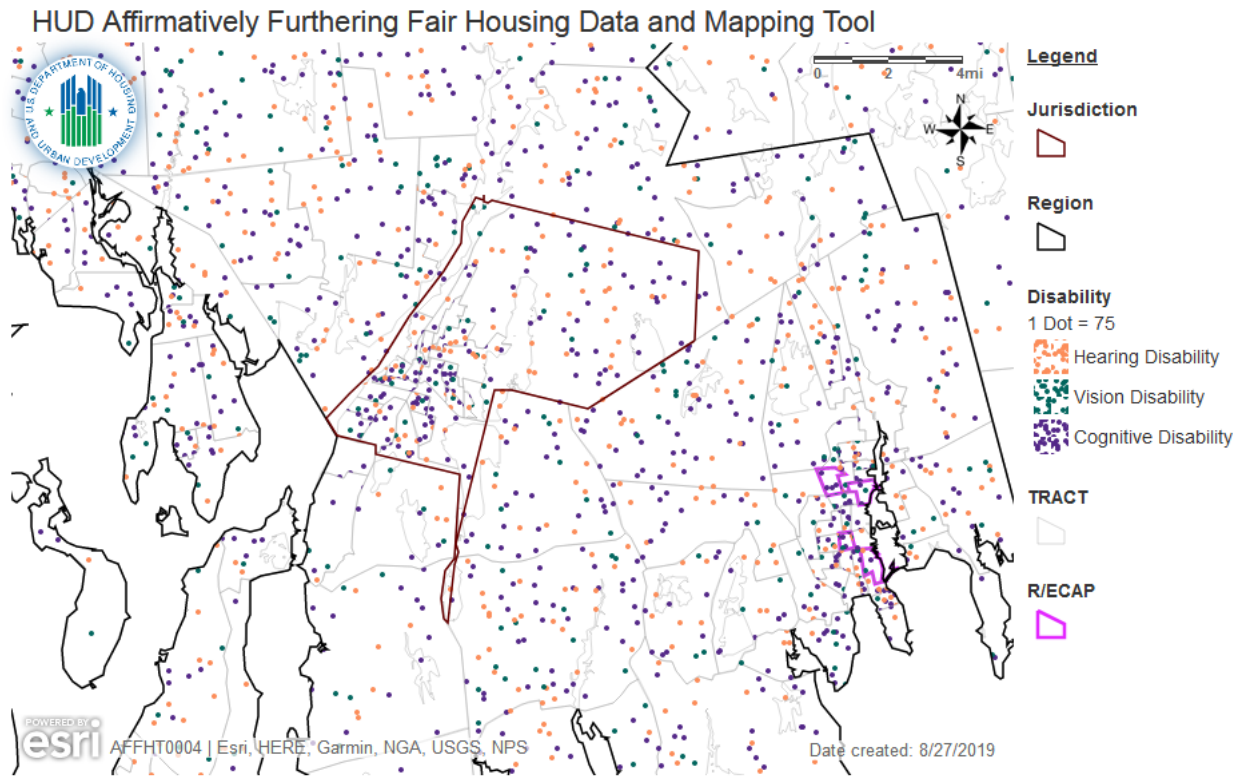 HUD Affirmatively Furthering Fair Housing Data and Mapping Tool
U.S. DEPARTMENT OF HOUSING
AND URBAN DEVELOPMENT
0 2 4mi
N
W E
S
Legend
Jurisdiction
Region
Disability
1 Dot = 75
Hearing Disability
Vision Disability
Cognitive Disability
TRACT
R/ECAP
POWERED BY
esri
AFFHT0004 | Esri, HERE, Garmin, NGA, USGS, NPS
Date created: 8/27/2019